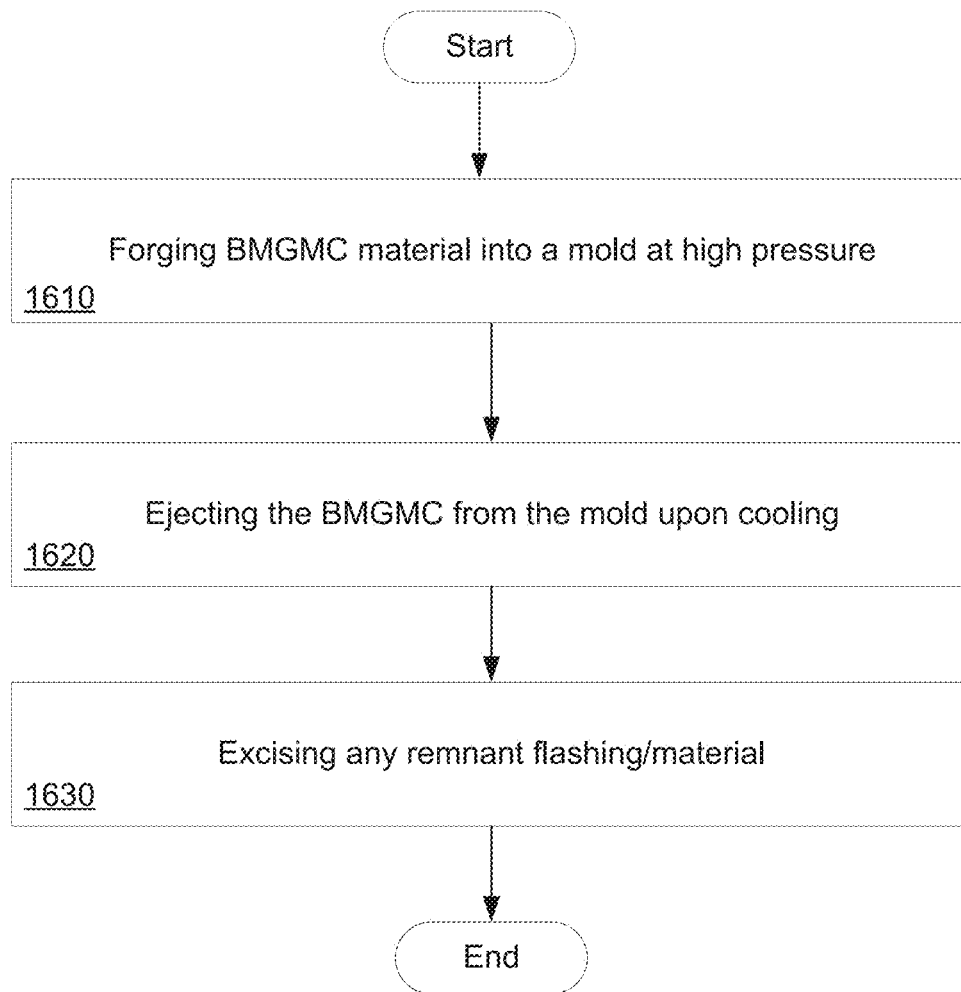 Start
Forging BMGMC material into a mold at high pressure
1610
Ejecting the BMGMC from the mold upon cooling
1620
Excising any remnant flashing/material
1630
End